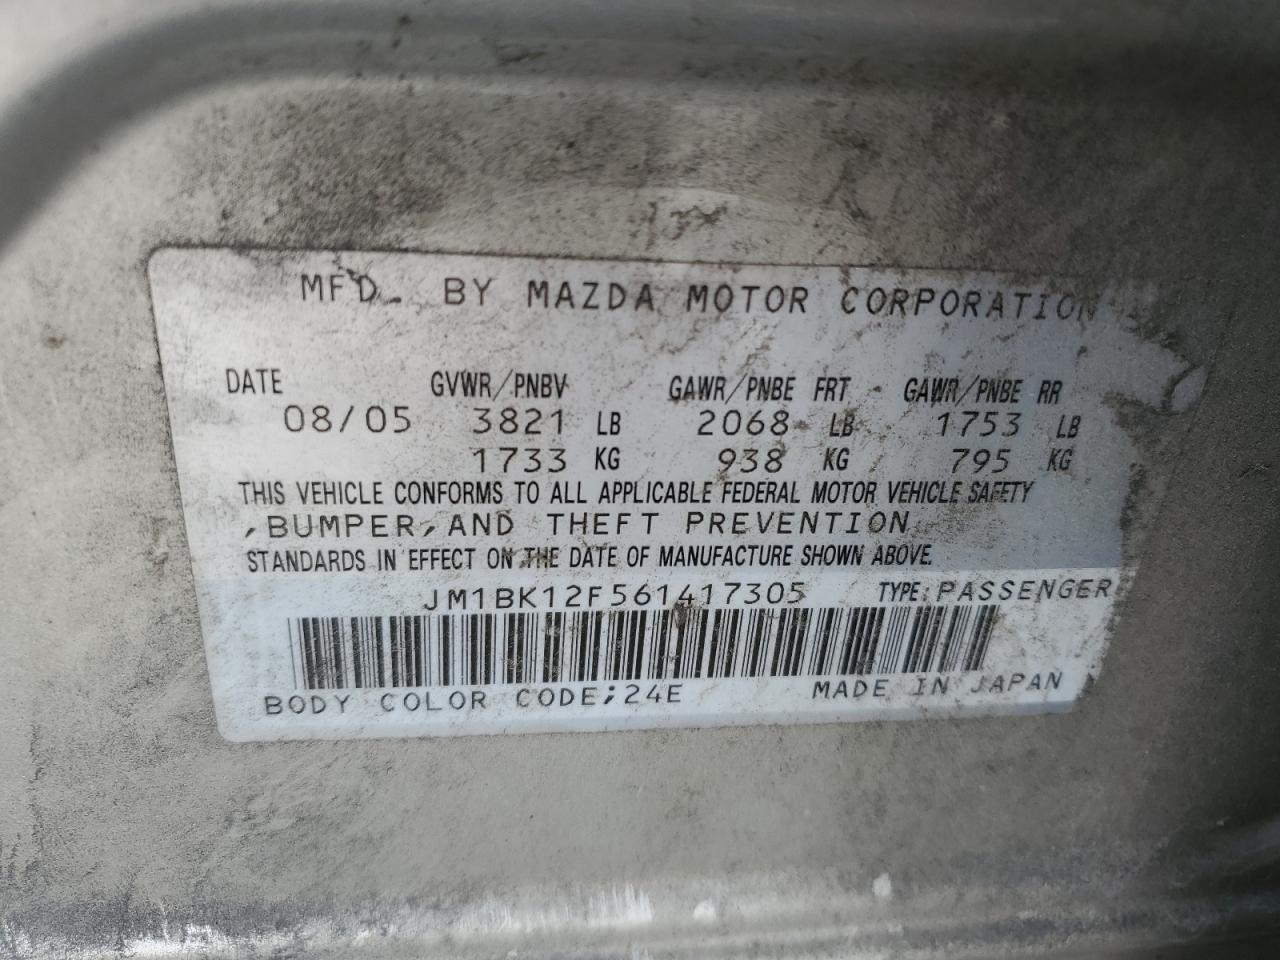 MFD. BY MAZDA MOTOR CORPORATION
DATE GVWR/PNBV GAWR/PNBE FRT GAWR/PNBE RR
08/05 3821 LB 2068 LB 1753 LB
1733 KG 938 KG 795 KG
THIS VEHICLE CONFORMS TO ALL APPLICABLE FEDERAL MOTOR VEHICLE SAFETY
,BUMPER,AND THEFT PREVENTION
STANDARDS IN EFFECT ON THE DATE OF MANUFACTURE SHOWN ABOVE.
JM1BK12F561417305 TYPE:PASSENGER
BODY COLOR CODE;24E MADE IN JAPAN